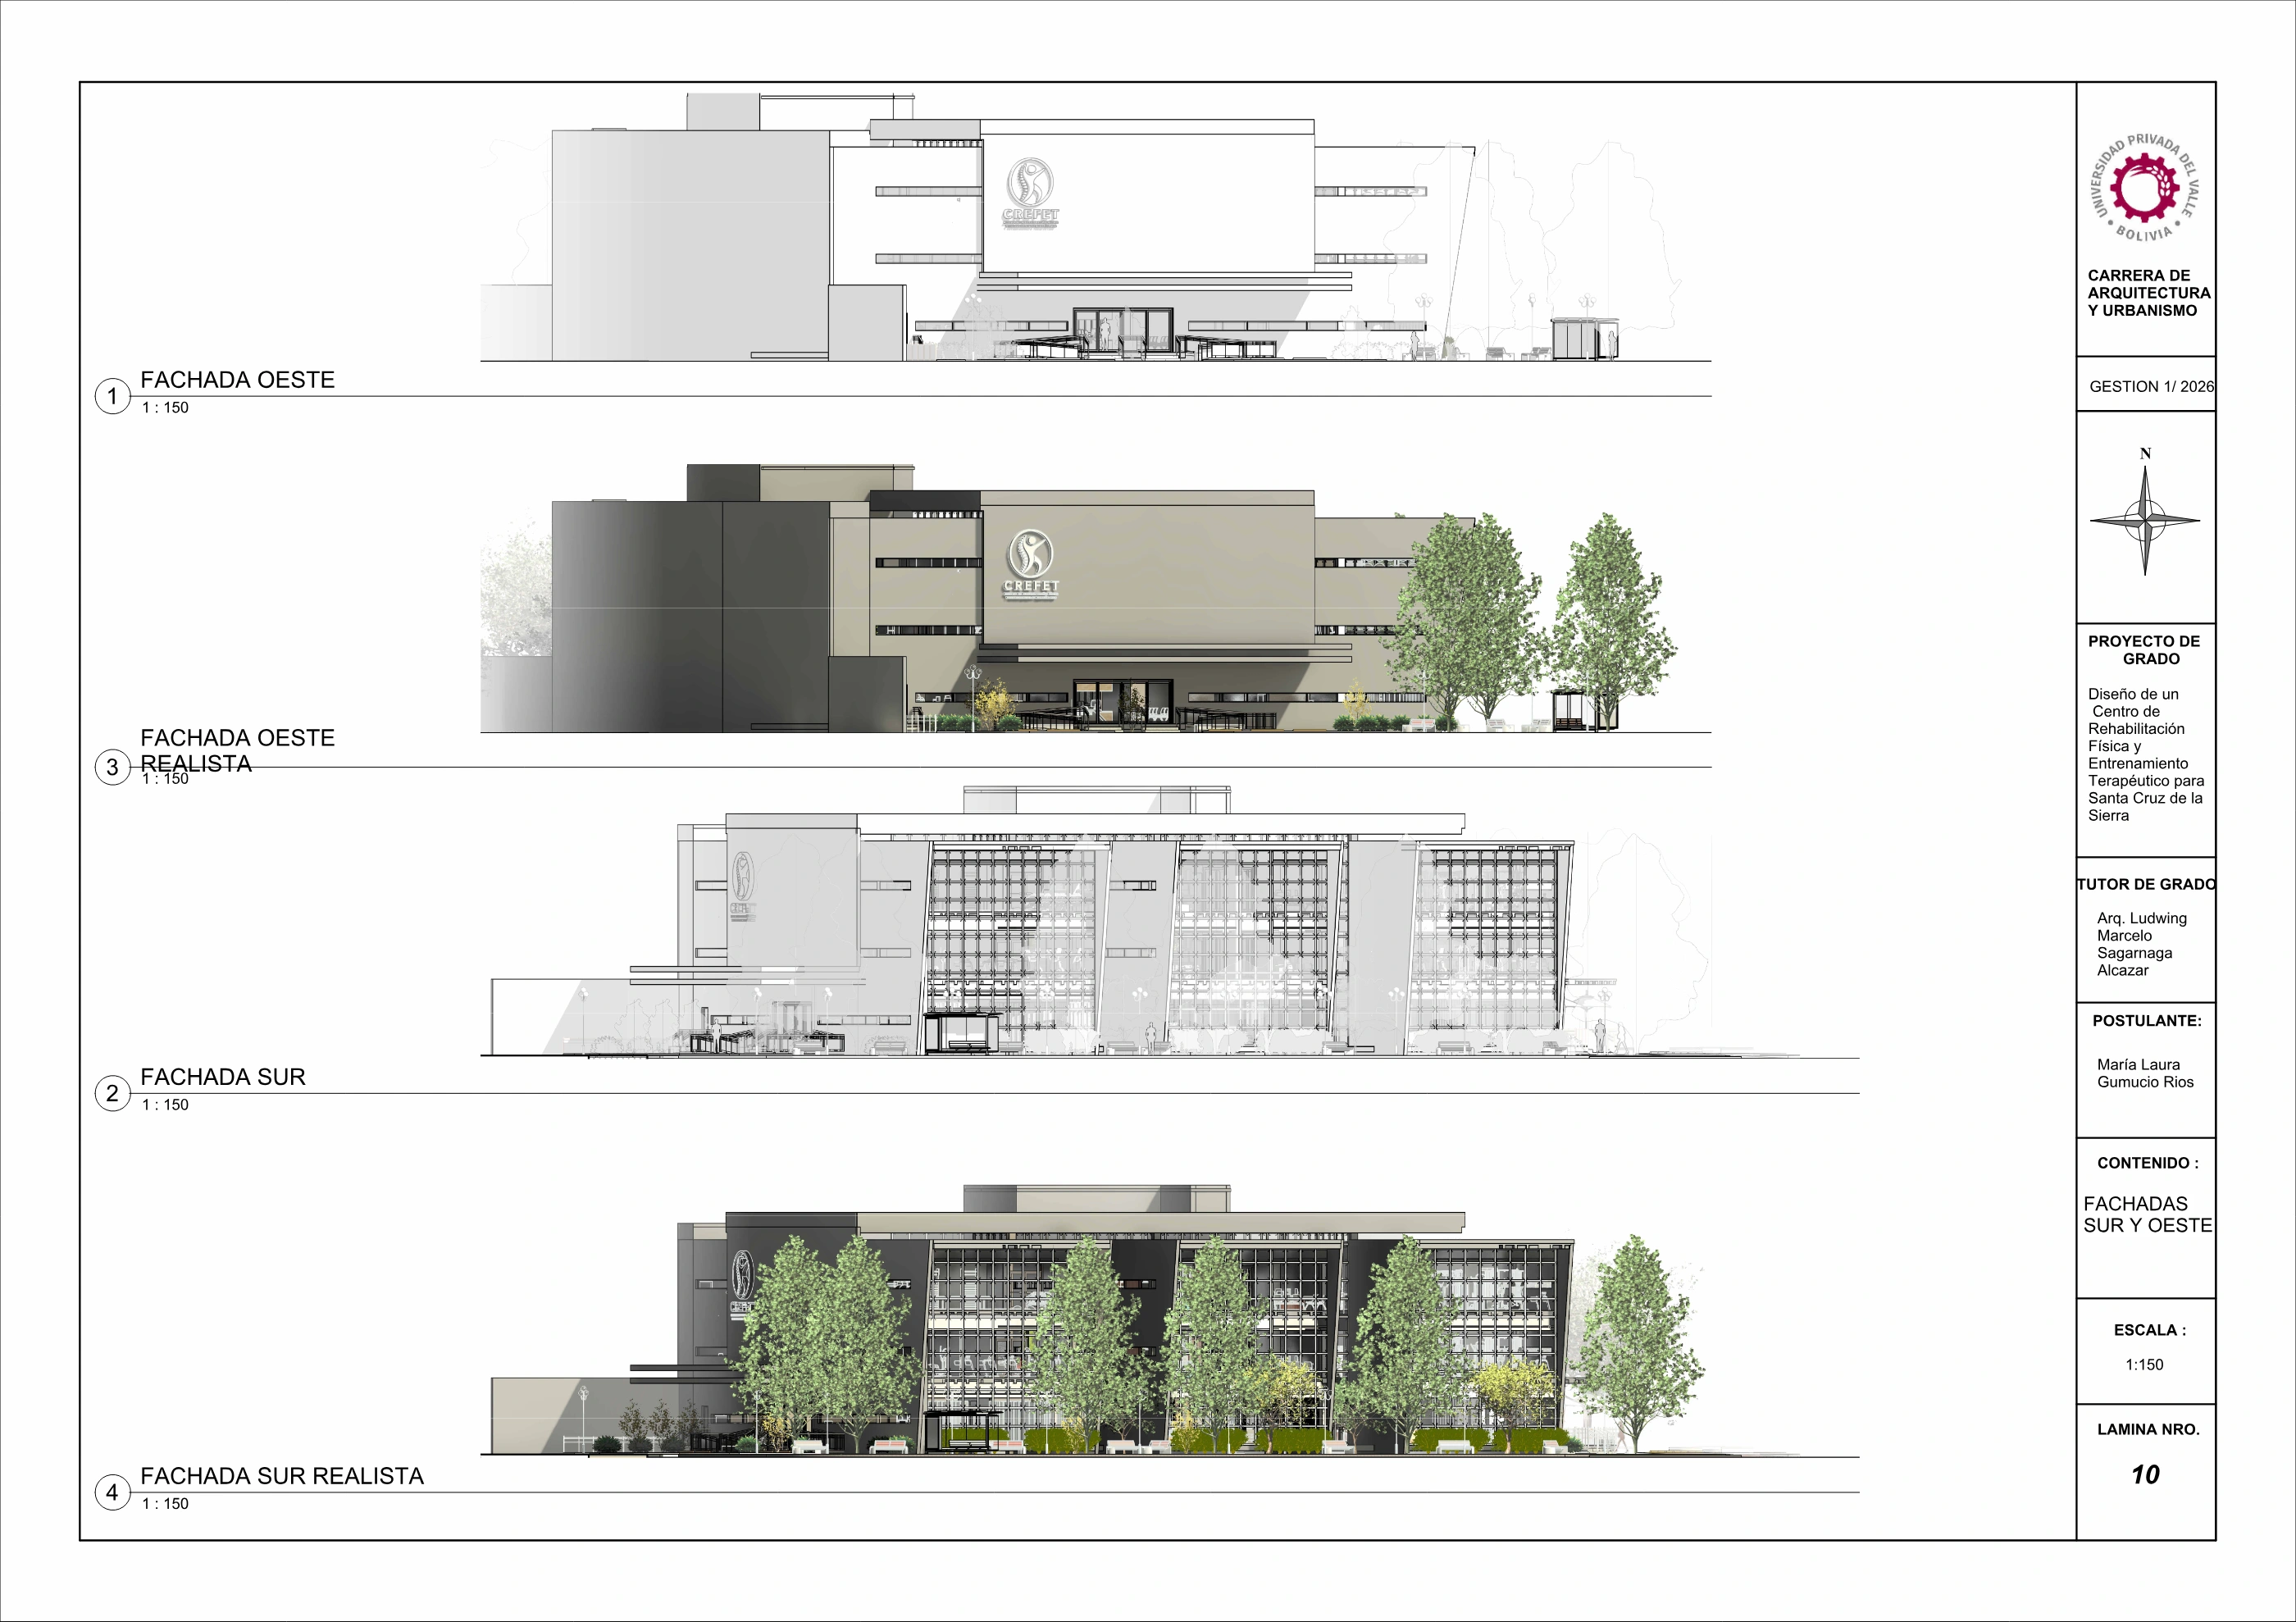 CREFET
FACHADA OESTE
1
1 : 150
CREFET
FACHADA OESTE
REALISTA
3
1 : 150
FACHADA SUR
2
1 : 150
FACHADA SUR REALISTA
4
1 : 150
UNIVERSIDAD PRIVADA DEL VALLE
• BOLIVIA •
CARRERA DE
ARQUITECTURA
Y URBANISMO
GESTION 1/ 2026
N
PROYECTO DE
GRADO
Diseño de un
Centro de
Rehabilitación
Física y
Entrenamiento
Terapéutico para
Santa Cruz de la
Sierra
TUTOR DE GRADO
Arq. Ludwing
Marcelo
Sagarnaga
Alcazar
POSTULANTE:
María Laura
Gumucio Rios
CONTENIDO :
FACHADAS
SUR Y OESTE
ESCALA :
1:150
LAMINA NRO.
10